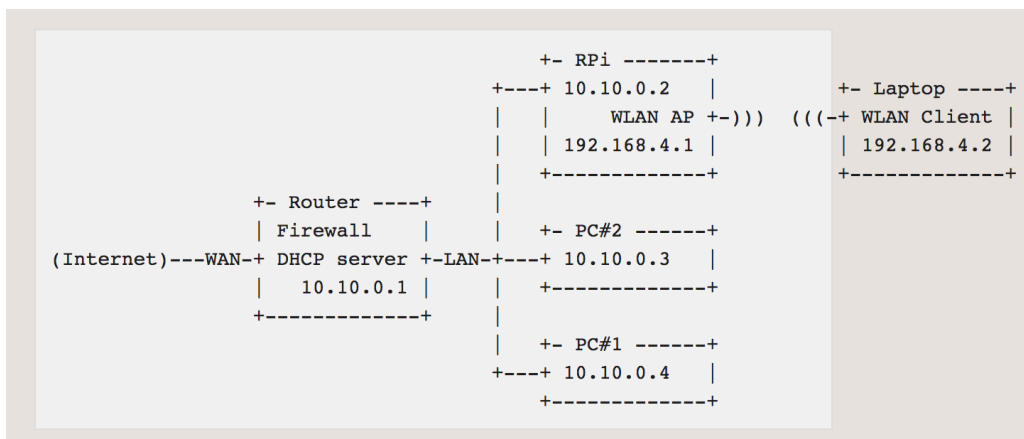 +- RPi -------+
                                     +---+ 10.10.0.2   |          +- Laptop ----+
                                     |   |     WLAN AP +-)))  (((-+ WLAN Client |
                                     |   | 192.168.4.1 |          | 192.168.4.2 |
                                     |   +-------------+          +-------------+
                 +- Router ----+     |
                 | Firewall    |     |   +- PC#2 ------+
(Internet)---WAN-+ DHCP server +-LAN-+---+ 10.10.0.3   |
                 |   10.10.0.1 |     |   +-------------+
                 +-------------+     |
                                     |   +- PC#1 ------+
                                     +---+ 10.10.0.4   |
                                         +-------------+